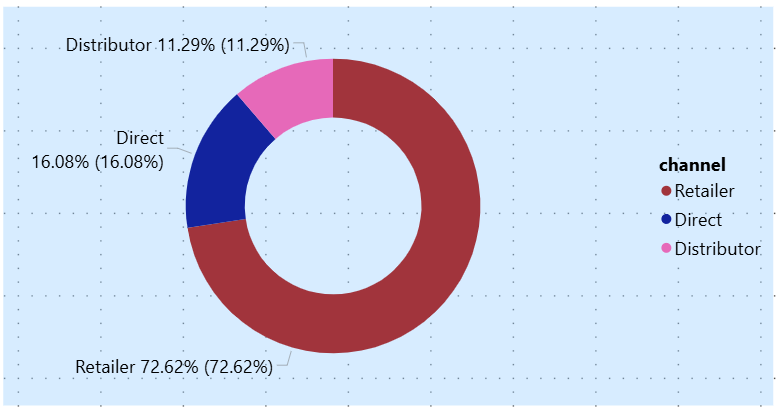 Distributor 11.29% (11.29%)
Direct
16.08% (16.08%)
Retailer 72.62% (72.62%)
channel
Retailer
Direct
Distributor